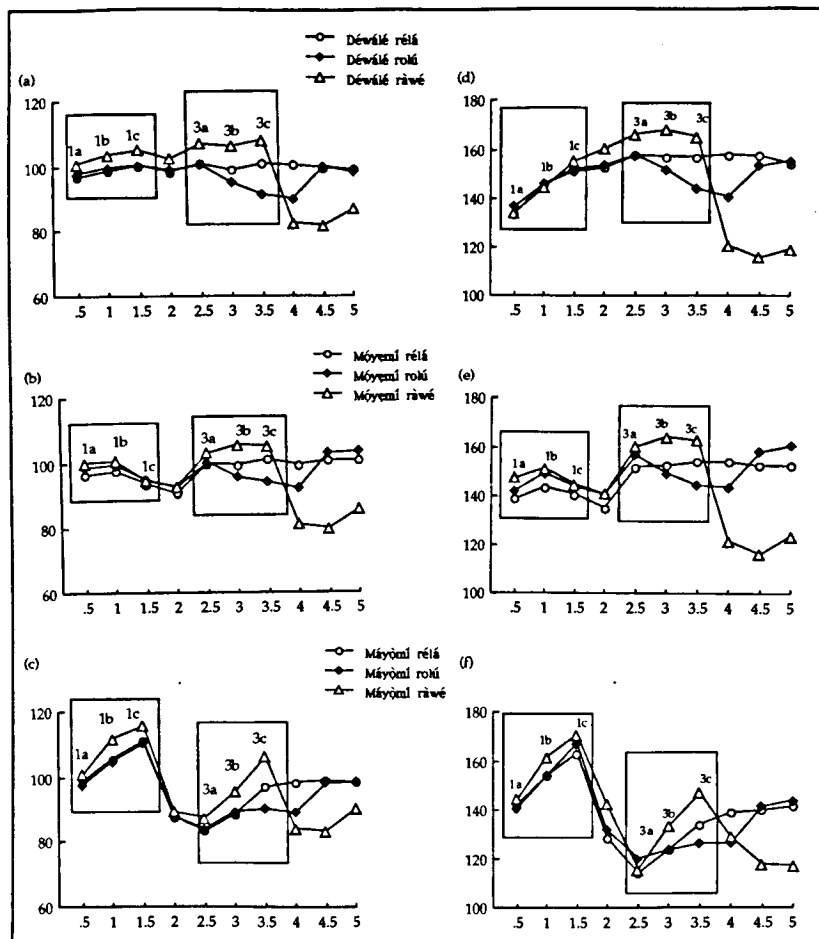 Déwálé rélá
Déwálé rolú
Déwálé ràwé
(a)
120
100
80
60
1a
1b
1c
3a
3b
3c
.5 1 1.5 2 2.5 3 3.5 4 4.5 5
Déwálé rélá
Déwálé rolú
Déwálé ràwé
(d)
180
160
140
120
100
1a
1b
1c
3a
3b
3c
.5 1 1.5 2 2.5 3 3.5 4 4.5 5
Móyemí rélá
Móyemí rolú
Móyemí ràwé
(b)
120
100
80
60
1a
1b
1c
3a
3b
3c
.5 1 1.5 2 2.5 3 3.5 4 4.5 5
(e)
180
160
140
120
100
1a
1b
1c
3a
3b
3c
.5 1 1.5 2 2.5 3 3.5 4 4.5 5
Máyòmí rélá
Máyòmí rolú
Máyòmí ràwé
(c)
120
100
80
60
1a
1b
1c
3a
3b
3c
.5 1 1.5 2 2.5 3 3.5 4 4.5 5
(f)
180
160
140
120
100
1a
1b
1c
3a
3b
3c
.5 1 1.5 2 2.5 3 3.5 4 4.5 5